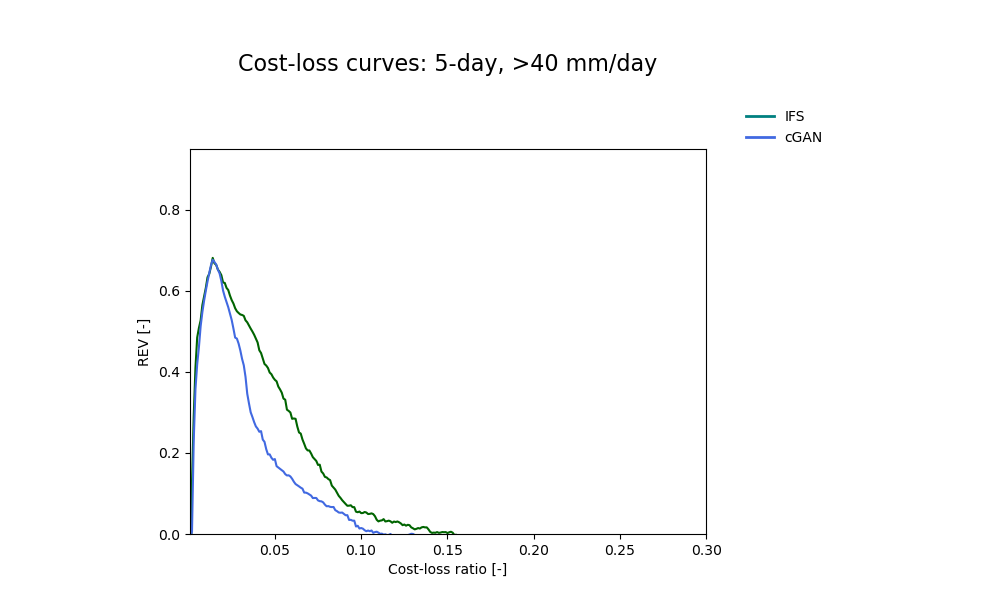 Cost-loss curves: 5-day, >40 mm/day
IFS
cGAN
0.8
0.6
0.4
0.2
0.0
REV [-]
0.05 0.10 0.15 0.20 0.25 0.30
Cost-loss ratio [-]